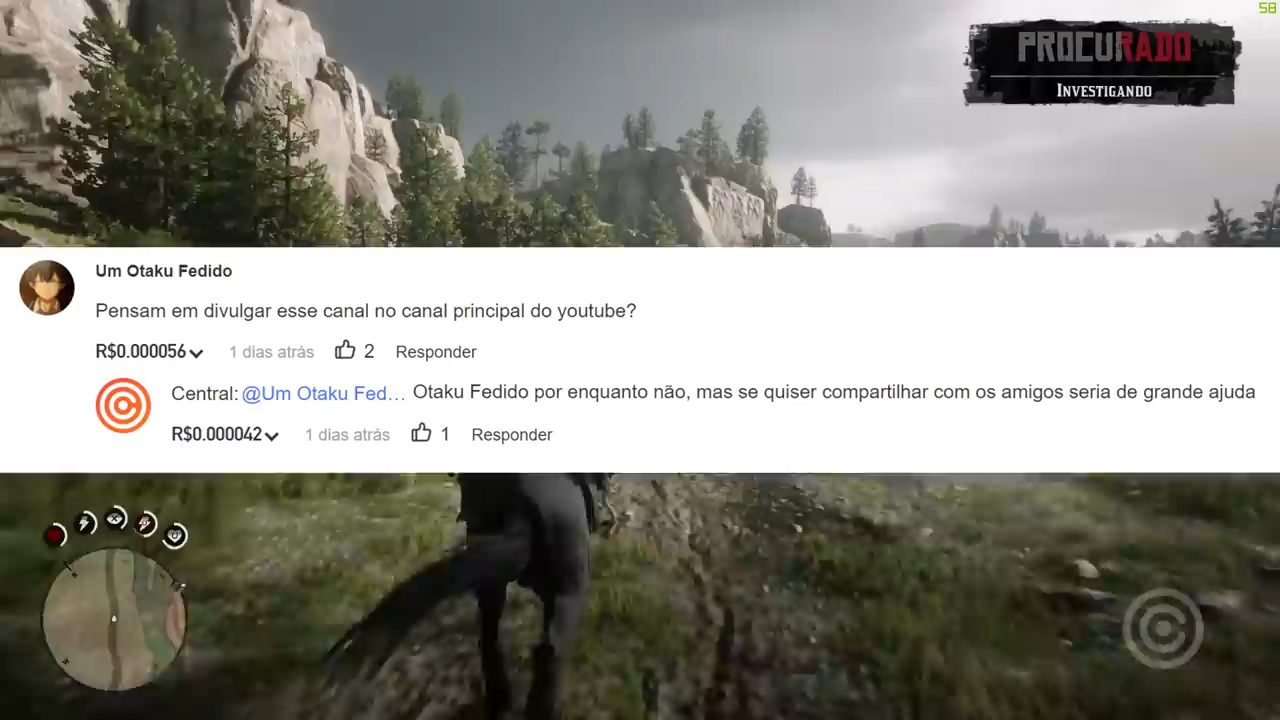 58
PROCURADO
INVESTIGANDO
Um Otaku Fedido
Pensam em divulgar esse canal no canal principal do youtube?
R$0.000056 1 dias atrás 2 Responder
Central: @Um Otaku Fed… Otaku Fedido por enquanto não, mas se quiser compartilhar com os amigos seria de grande ajuda
R$0.000042 1 dias atrás 1 Responder